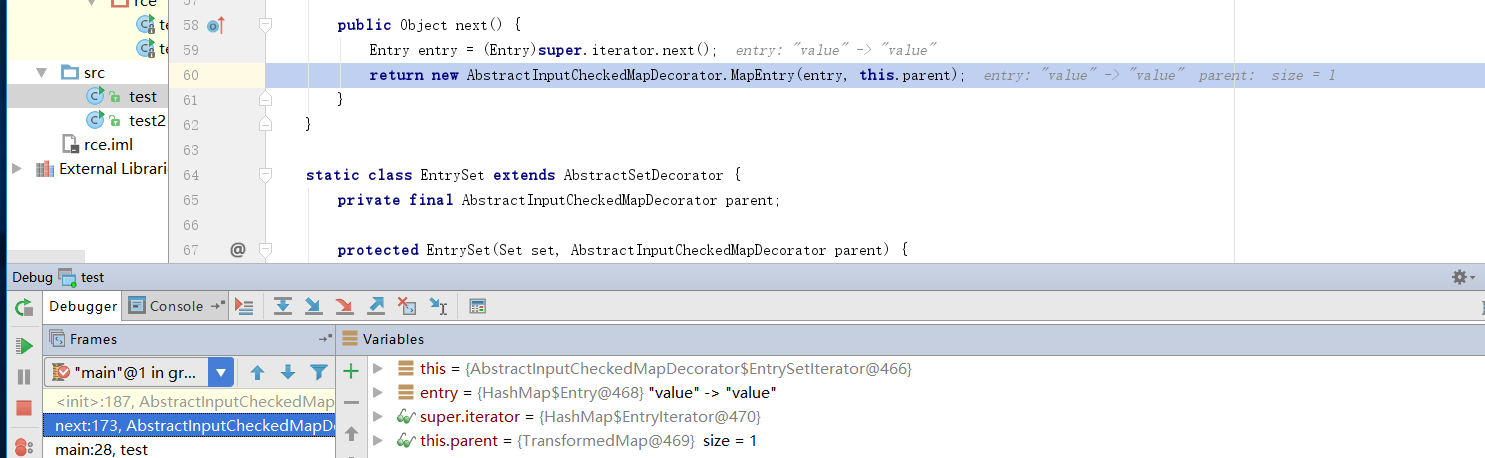 57
rce
58 public Object next() {
te
59 Entry entry = (Entry)super.iterator.next(); entry: "value" -> "value"
te
60 return new AbstractInputCheckedMapDecorator.MapEntry(entry, this.parent); entry: "value" -> "value" parent: size = 1
src
61 }
test
62 }
test2
63
rce.iml
64 static class EntrySet extends AbstractSetDecorator {
External Librari
65 private final AbstractInputCheckedMapDecorator parent;
66
67 @ protected EntrySet(Set set, AbstractInputCheckedMapDecorator parent) {
Debug test
Debugger Console
Frames
Variables
"main"@1 in gr...
this = {AbstractInputCheckedMapDecorator$EntrySetIterator@466}
<init>:187, AbstractInputCheckedMap
entry = {HashMap$Entry@468} "value" -> "value"
next:173, AbstractInputCheckedMapD
super.iterator = {HashMap$EntryIterator@470}
main:28, test
this.parent = {TransformedMap@469} size = 1